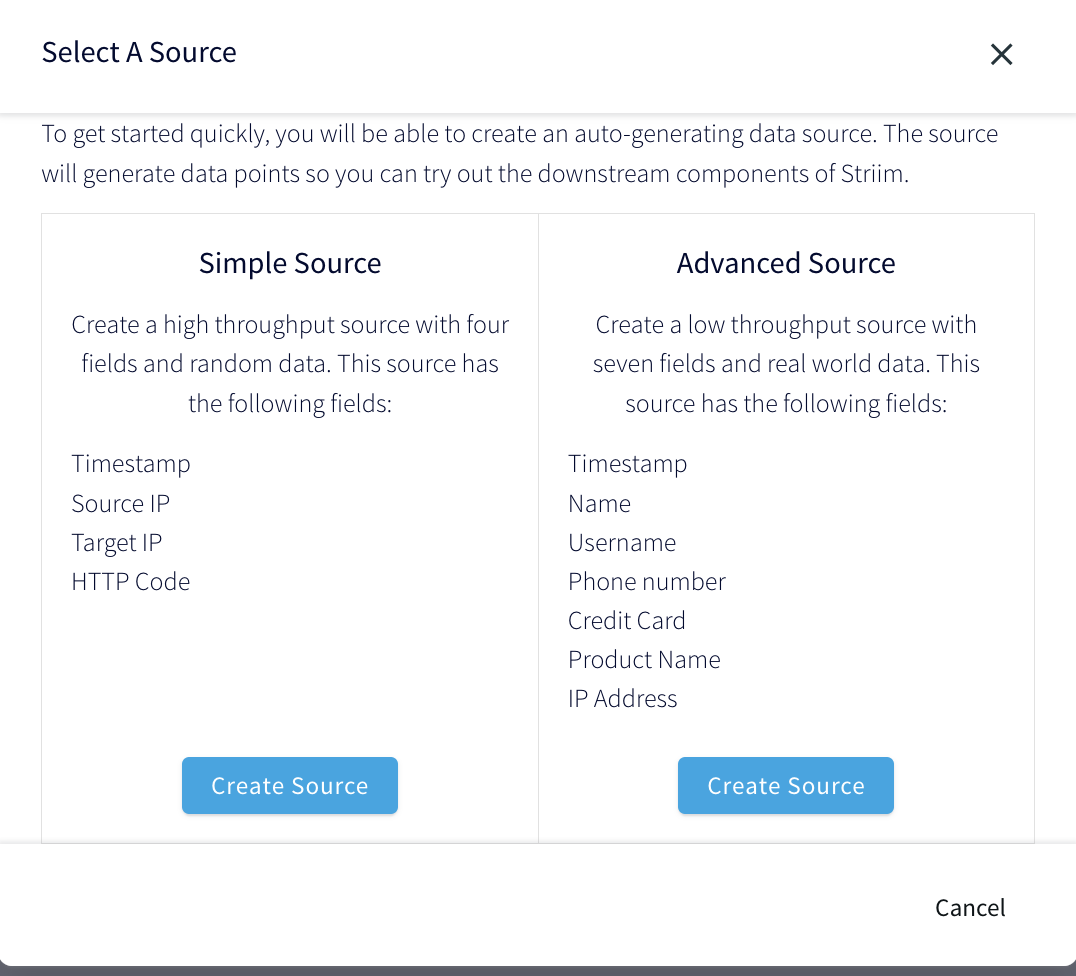 Select A Source
To get started quickly, you will be able to create an auto-generating data source. The source
will generate data points so you can try out the downstream components of Striim.
Simple Source
Create a high throughput source with four
fields and random data. This source has
the following fields:
Timestamp
Source IP
Target IP
HTTP Code
Create Source
Advanced Source
Create a low throughput source with
seven fields and real world data. This
source has the following fields:
Timestamp
Name
Username
Phone number
Credit Card
Product Name
IP Address
Create Source
Cancel